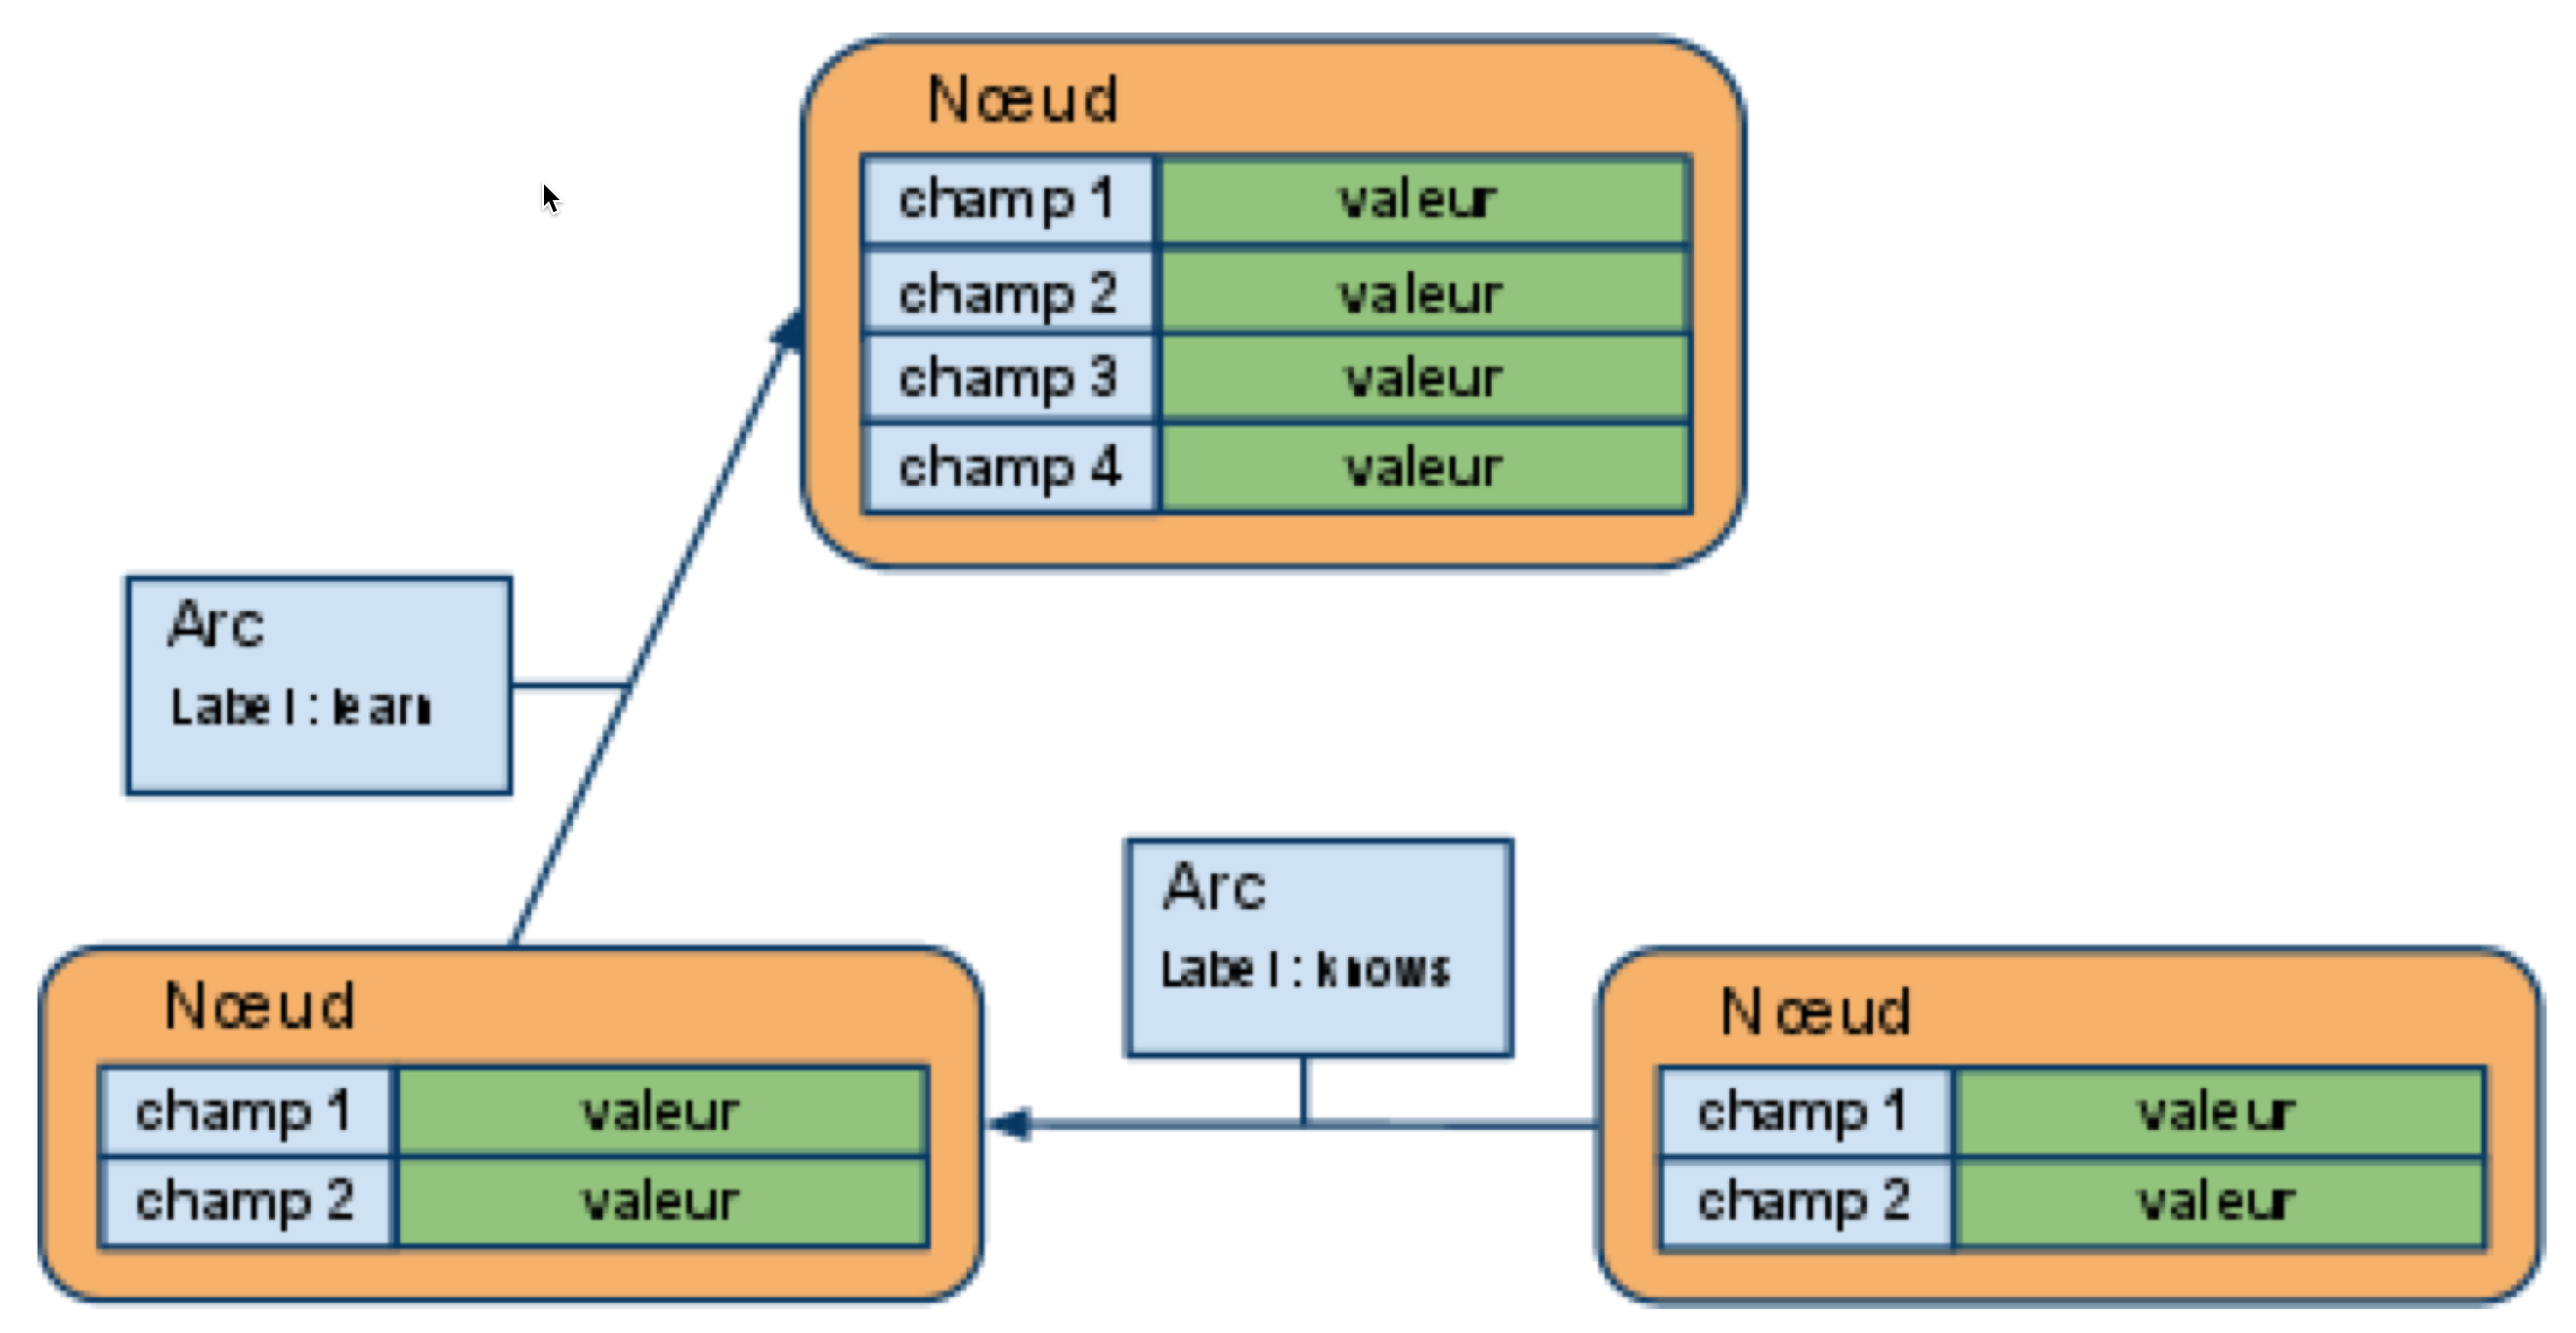 Nœud
champ 1 valeur
champ 2 valeur
champ 3 valeur
champ 4 valeur
Arc
Label : learn
Arc
Label : knows
Nœud
champ 1 valeur
champ 2 valeur
Nœud
champ 1 valeur
champ 2 valeur